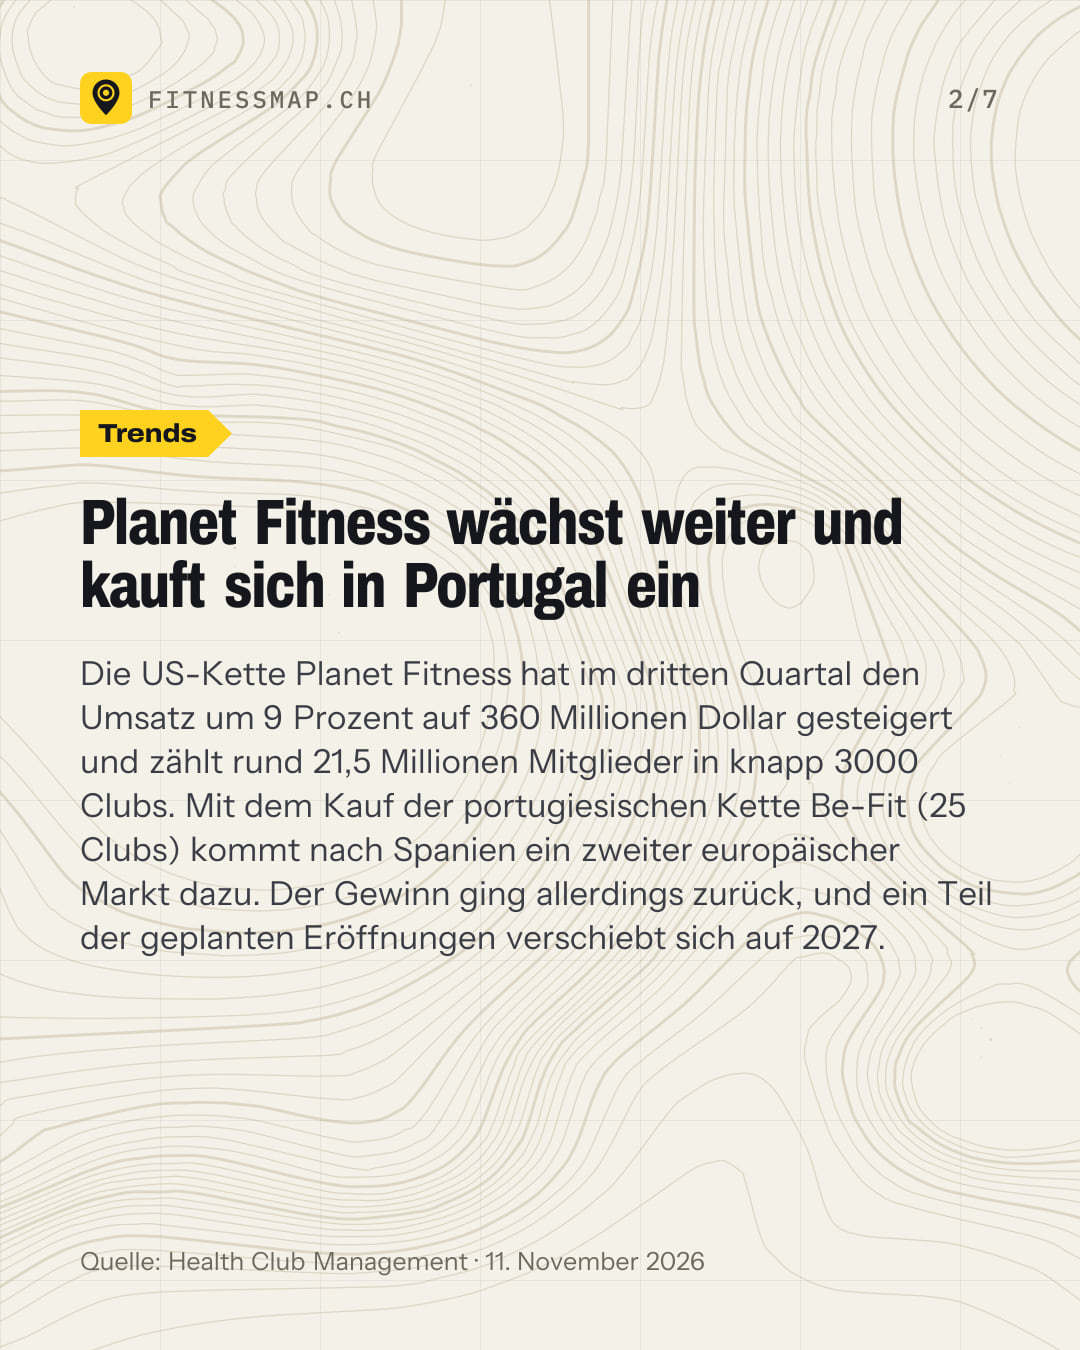 FITNESSMAP.CH
2/7
Trends
Planet Fitness wächst weiter und
kauft sich in Portugal ein
Die US-Kette Planet Fitness hat im dritten Quartal den
Umsatz um 9 Prozent auf 360 Millionen Dollar gesteigert
und zählt rund 21,5 Millionen Mitglieder in knapp 3000
Clubs. Mit dem Kauf der portugiesischen Kette Be-Fit (25
Clubs) kommt nach Spanien ein zweiter europäischer
Markt dazu. Der Gewinn ging allerdings zurück, und ein Teil
der geplanten Eröffnungen verschiebt sich auf 2027.
Quelle: Health Club Management · 11. November 2026